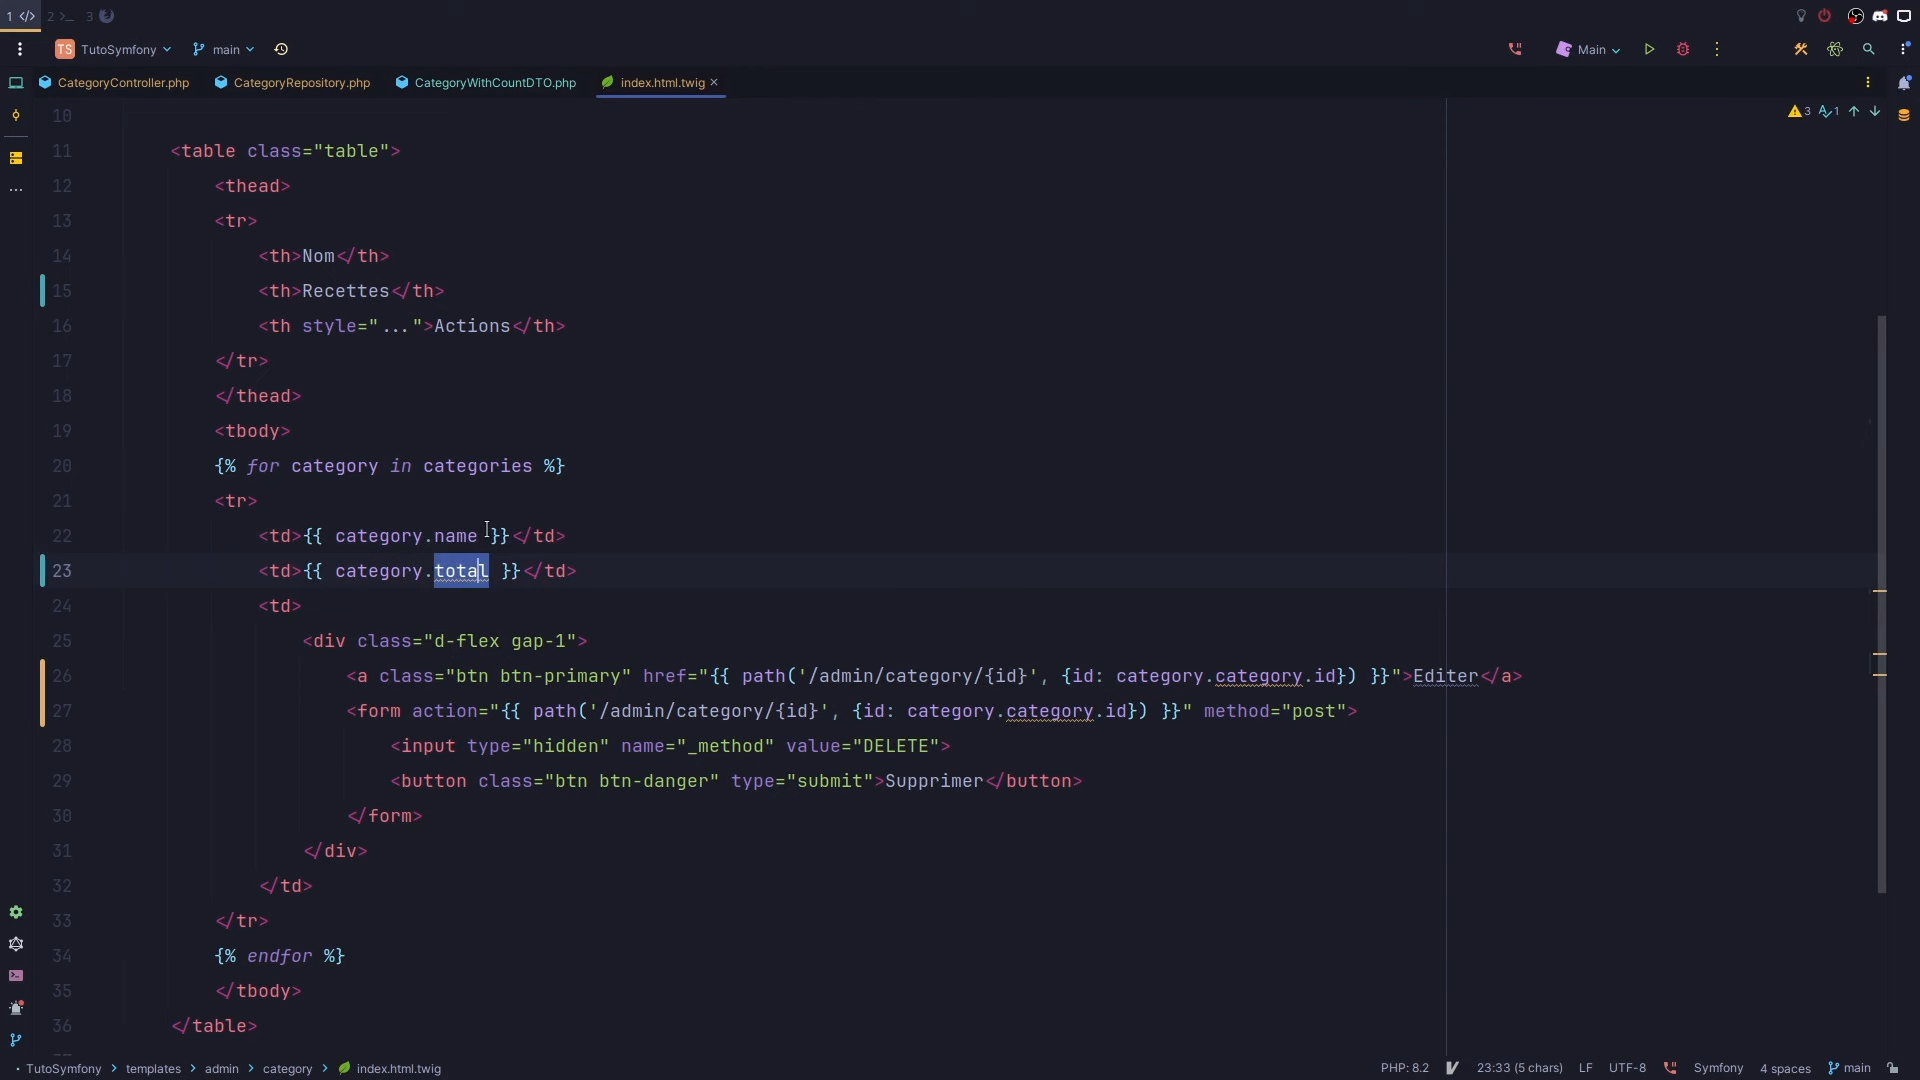 1 </> 2 >_ 3
TS TutoSymfony main Main
CategoryController.php CategoryRepository.php CategoryWithCountDTO.php index.html.twig ×
3 1
10
11 <table class="table">
12 <thead>
13 <tr>
14 <th>Nom</th>
15 <th>Recettes</th>
16 <th style="...">Actions</th>
17 </tr>
18 </thead>
19 <tbody>
20 {% for category in categories %}
21 <tr>
22 <td>{{ category.name }}</td>
23 <td>{{ category.total }}</td>
24 <td>
25 <div class="d-flex gap-1">
26 <a class="btn btn-primary" href="{{ path('/admin/category/{id}', {id: category.category.id}) }}">Editer</a>
27 <form action="{{ path('/admin/category/{id}', {id: category.category.id}) }}" method="post">
28 <input type="hidden" name="_method" value="DELETE">
29 <button class="btn btn-danger" type="submit">Supprimer</button>
30 </form>
31 </div>
32 </td>
33 </tr>
34 {% endfor %}
35 </tbody>
36 </table>
TutoSymfony > templates > admin > category > index.html.twig PHP: 8.2 23:33 (5 chars) LF UTF-8 Symfony 4 spaces main